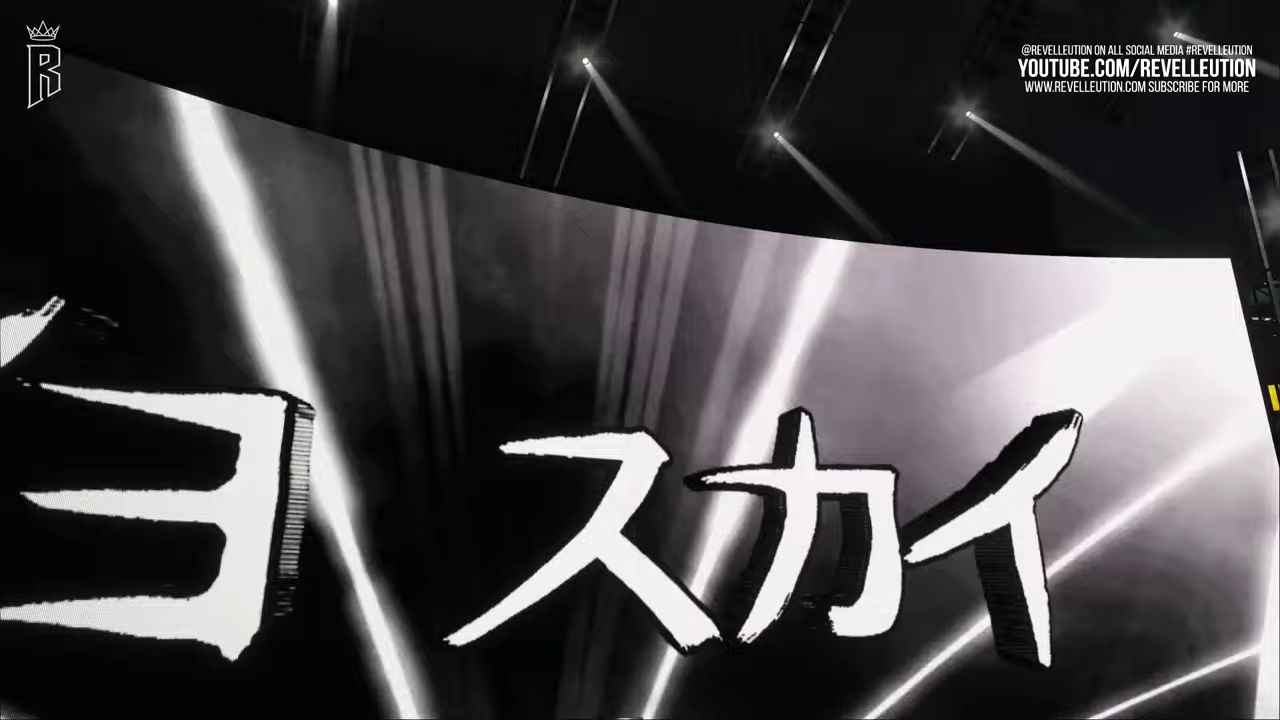 R
@REVELLEUTION ON ALL SOCIAL MEDIA #REVELLEUTION
YOUTUBE.COM/REVELLEUTION
WWW.REVELLEUTION.COM SUBSCRIBE FOR MORE
ヨ スカイ